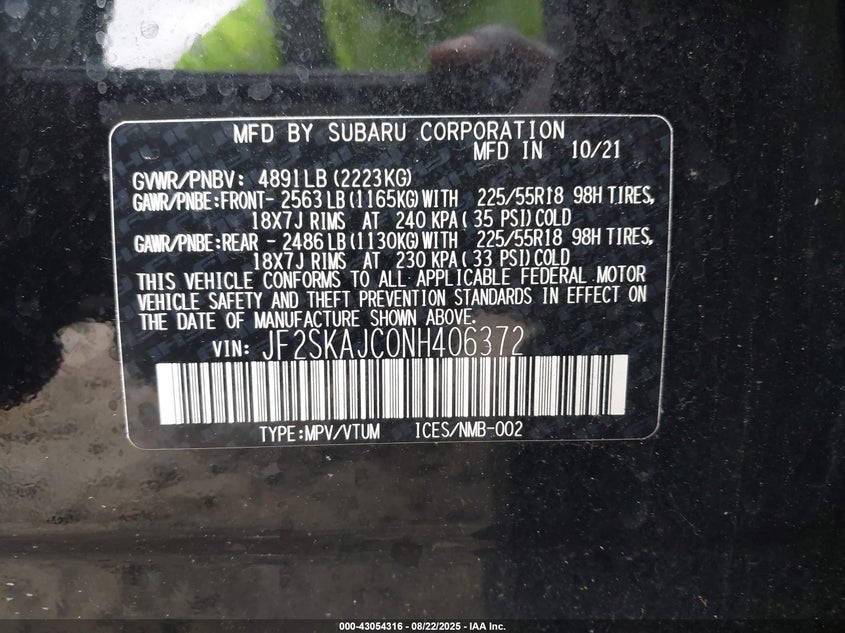 MFD BY SUBARU CORPORATION
MFD IN 10/21
GVWR/PNBV: 4891LB (2223KG)
GAWR/PNBE:FRONT- 2563 LB (1165KG) WITH 225/55R18 98H TIRES,
18X7J RIMS AT 240 KPA ( 35 PSI) COLD
GAWR/PNBE:REAR - 2486 LB (1130KG) WITH 225/55R18 98H TIRES,
18X7J RIMS AT 230 KPA ( 33 PSI) COLD
THIS VEHICLE CONFORMS TO ALL APPLICABLE FEDERAL MOTOR
VEHICLE SAFETY AND THEFT PREVENTION STANDARDS IN EFFECT ON
THE DATE OF MANUFACTURE SHOWN ABOVE.
VIN: JF2SKAJC0NH406372
TYPE:MPV/VTUM ICES/NMB-002
000-43054316 - 08/22/2025 - IAA Inc.